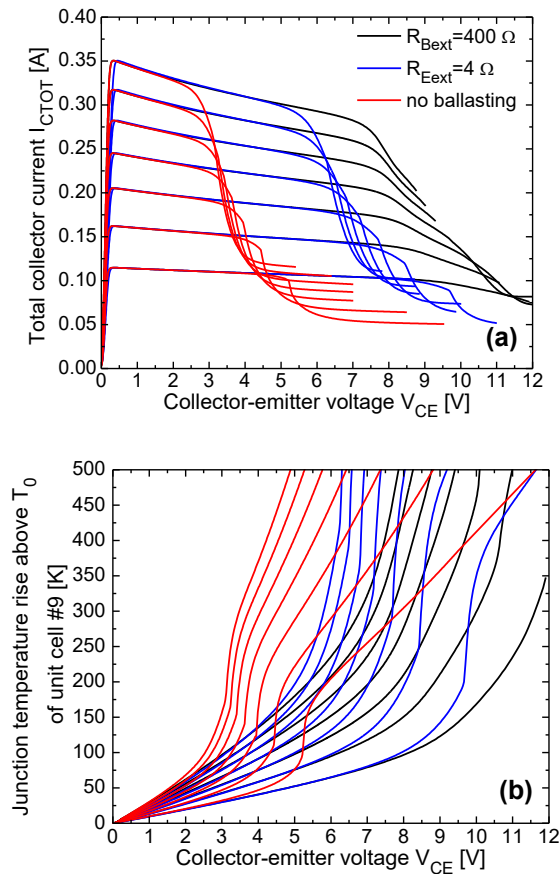 0.40
0.35
0.30
0.25
0.20
0.15
0.10
0.05
0.00
Total collector current I_CTOT [A]
R_Bext=400 Ω
R_Eext=4 Ω
no ballasting
(a)
0 1 2 3 4 5 6 7 8 9 10 11 12
Collector-emitter voltage V_CE [V]
500
450
400
350
300
250
200
150
100
50
0
Junction temperature rise above T_0
of unit cell #9 [K]
(b)
0 1 2 3 4 5 6 7 8 9 10 11 12
Collector-emitter voltage V_CE [V]